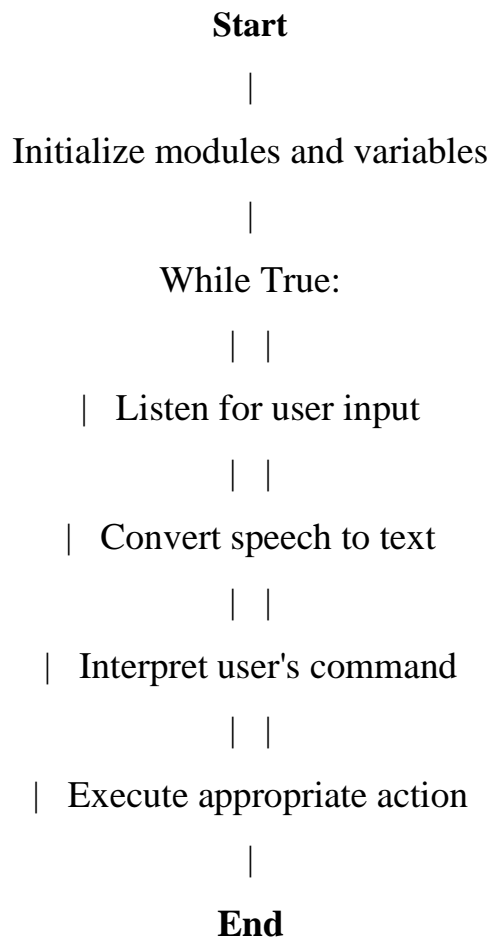 Start
|
Initialize modules and variables
|
While True:
| |
| Listen for user input
| |
| Convert speech to text
| |
| Interpret user's command
| |
| Execute appropriate action
|
End